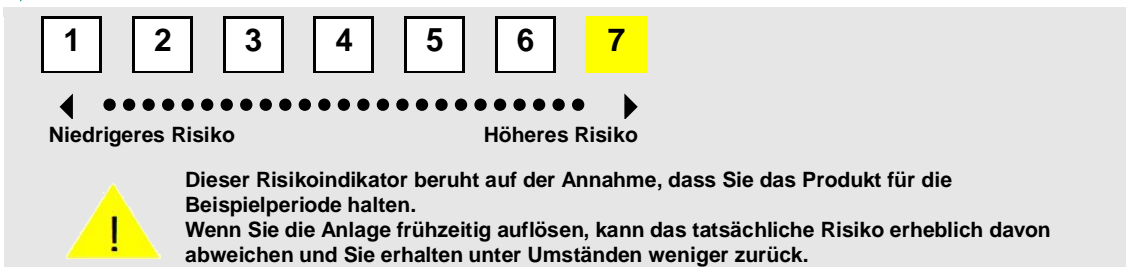 1 2 3 4 5 6 7
Niedrigeres Risiko Höheres Risiko
Dieser Risikoindikator beruht auf der Annahme, dass Sie das Produkt für die
Beispielperiode halten.
! Wenn Sie die Anlage frühzeitig auflösen, kann das tatsächliche Risiko erheblich davon
abweichen und Sie erhalten unter Umständen weniger zurück.